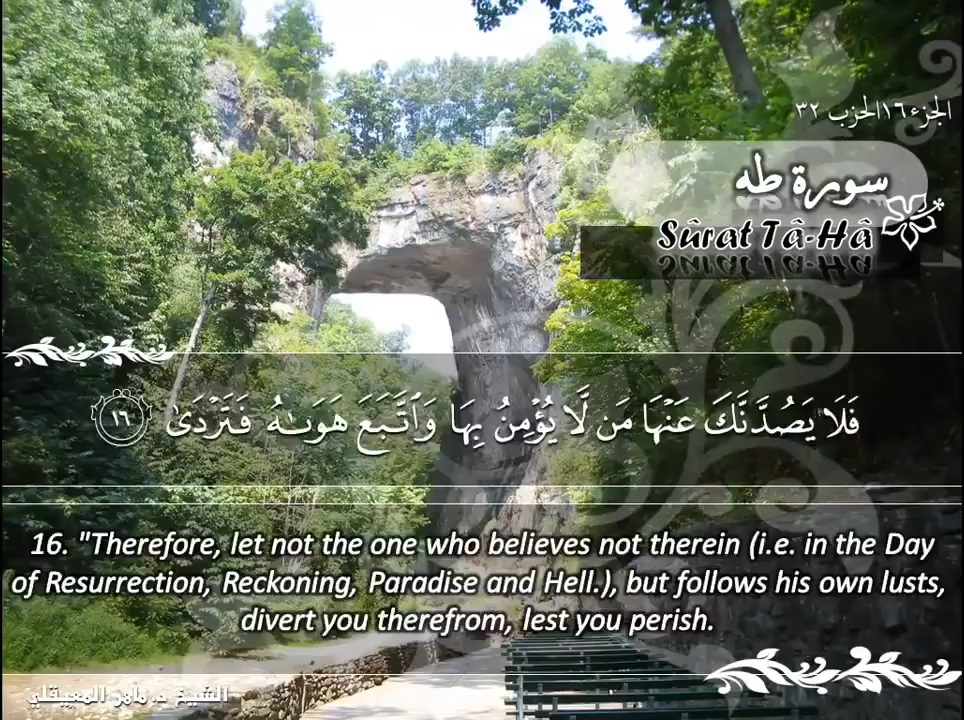 الجزء١٦الحزب ٣٢
سورة طه
Sûrat Tâ-Hâ
فَلَا يَصُدَّنَّكَ عَنْهَا مَن لَّا يُؤْمِنُ بِهَا وَٱتَّبَعَ هَوَىٰهُ فَتَرْدَىٰ ١٦
16. "Therefore, let not the one who believes not therein (i.e. in the Day
of Resurrection, Reckoning, Paradise and Hell.), but follows his own lusts,
divert you therefrom, lest you perish.
الشيخ د.ماهر المعيقلي